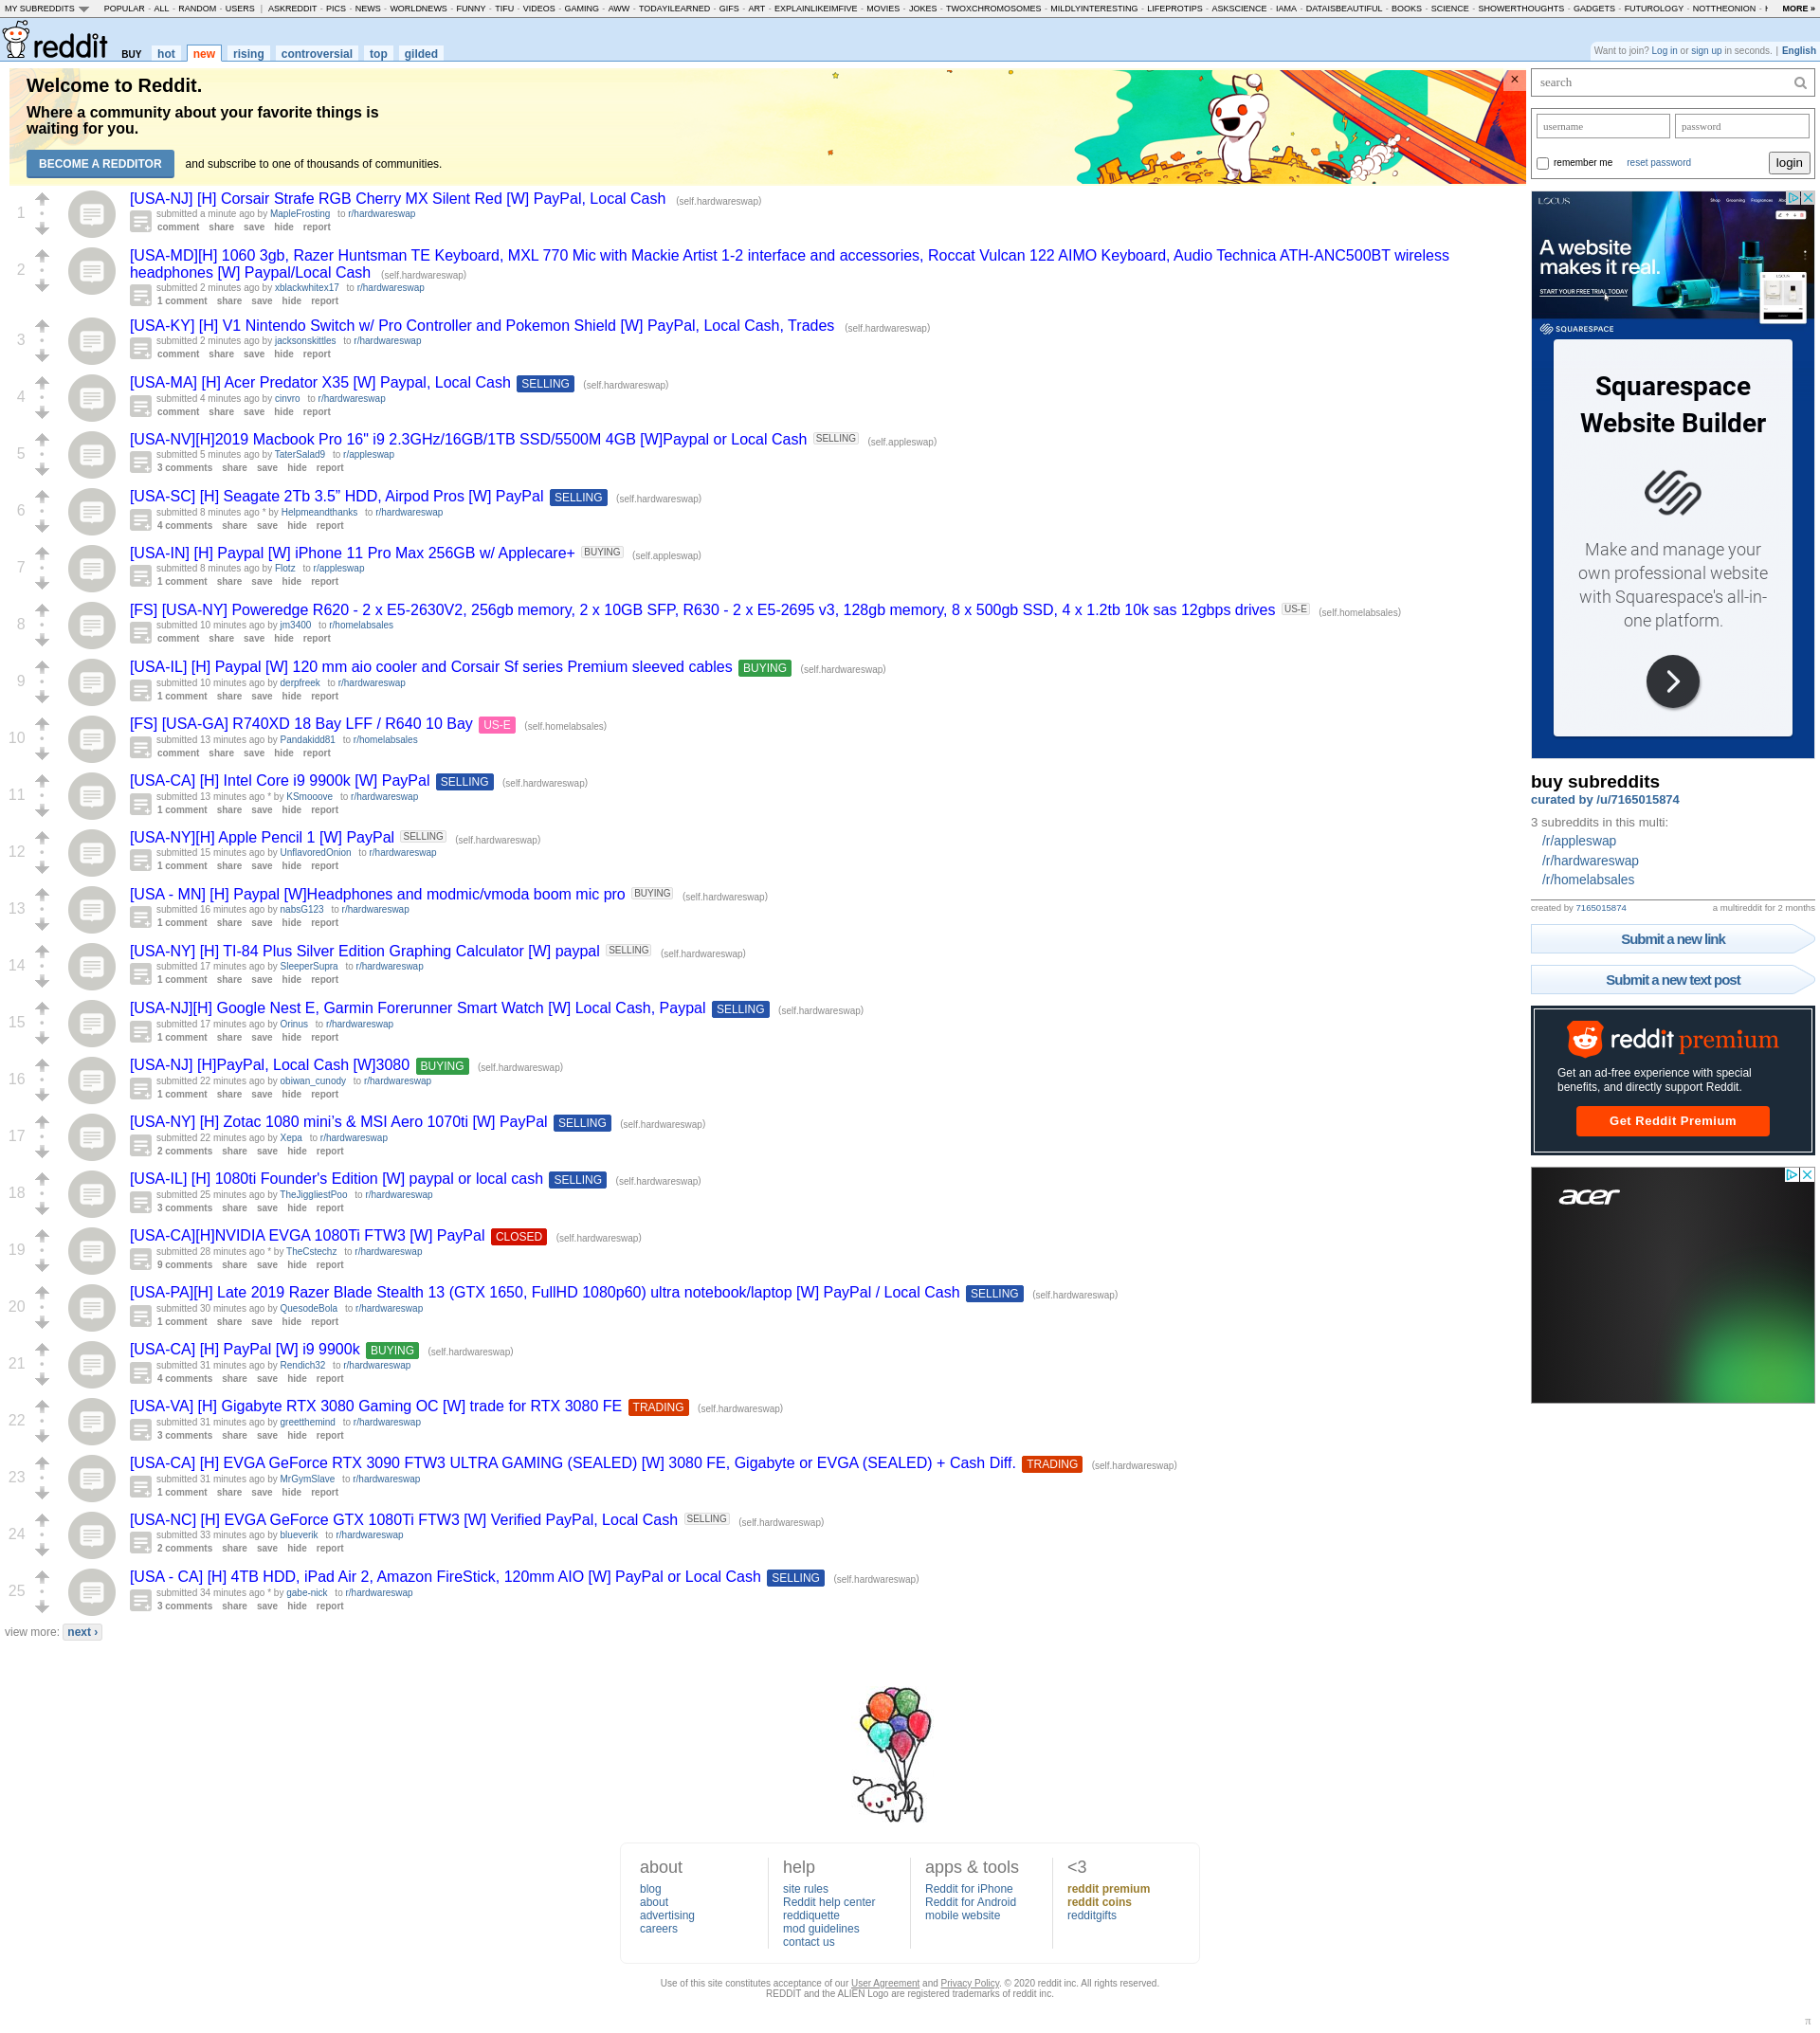 MY SUBREDDITS POPULAR - ALL - RANDOM - USERS | ASKREDDIT - PICS - NEWS - WORLDNEWS - FUNNY - TIFU - VIDEOS - GAMING - AWW - TODAYILEARNED - GIFS - ART - EXPLAINLIKEIMFIVE - MOVIES - JOKES - TWOXCHROMOSOMES - MILDLYINTERESTING - LIFEPROTIPS - ASKSCIENCE - IAMA - DATAISBEAUTIFUL - BOOKS - SCIENCE - SHOWERTHOUGHTS - GADGETS - FUTUROLOGY - NOTTHEONION - MORE »
reddit BUY hot new rising controversial top gilded
Want to join? Log in or sign up in seconds. | English
Welcome to Reddit.
Where a community about your favorite things is
waiting for you.
BECOME A REDDITOR and subscribe to one of thousands of communities.
×
1
[USA-NJ] [H] Corsair Strafe RGB Cherry MX Silent Red [W] PayPal, Local Cash (self.hardwareswap)
submitted a minute ago by MapleFrosting to r/hardwareswap
comment share save hide report
2
[USA-MD][H] 1060 3gb, Razer Huntsman TE Keyboard, MXL 770 Mic with Mackie Artist 1-2 interface and accessories, Roccat Vulcan 122 AIMO Keyboard, Audio Technica ATH-ANC500BT wireless
headphones [W] Paypal/Local Cash (self.hardwareswap)
submitted 2 minutes ago by xblackwhitex17 to r/hardwareswap
1 comment share save hide report
3
[USA-KY] [H] V1 Nintendo Switch w/ Pro Controller and Pokemon Shield [W] PayPal, Local Cash, Trades (self.hardwareswap)
submitted 2 minutes ago by jacksonskittles to r/hardwareswap
comment share save hide report
4
[USA-MA] [H] Acer Predator X35 [W] Paypal, Local Cash SELLING (self.hardwareswap)
submitted 4 minutes ago by cinvro to r/hardwareswap
comment share save hide report
5
[USA-NV][H]2019 Macbook Pro 16" i9 2.3GHz/16GB/1TB SSD/5500M 4GB [W]Paypal or Local Cash SELLING (self.appleswap)
submitted 5 minutes ago by TaterSalad9 to r/appleswap
3 comments share save hide report
6
[USA-SC] [H] Seagate 2Tb 3.5” HDD, Airpod Pros [W] PayPal SELLING (self.hardwareswap)
submitted 8 minutes ago * by Helpmeandthanks to r/hardwareswap
4 comments share save hide report
7
[USA-IN] [H] Paypal [W] iPhone 11 Pro Max 256GB w/ Applecare+ BUYING (self.appleswap)
submitted 8 minutes ago by Flotz to r/appleswap
1 comment share save hide report
8
[FS] [USA-NY] Poweredge R620 - 2 x E5-2630V2, 256gb memory, 2 x 10GB SFP, R630 - 2 x E5-2695 v3, 128gb memory, 8 x 500gb SSD, 4 x 1.2tb 10k sas 12gbps drives US-E (self.homelabsales)
submitted 10 minutes ago by jm3400 to r/homelabsales
comment share save hide report
9
[USA-IL] [H] Paypal [W] 120 mm aio cooler and Corsair Sf series Premium sleeved cables BUYING (self.hardwareswap)
submitted 10 minutes ago by derpfreek to r/hardwareswap
1 comment share save hide report
10
[FS] [USA-GA] R740XD 18 Bay LFF / R640 10 Bay US-E (self.homelabsales)
submitted 13 minutes ago by Pandakidd81 to r/homelabsales
comment share save hide report
11
[USA-CA] [H] Intel Core i9 9900k [W] PayPal SELLING (self.hardwareswap)
submitted 13 minutes ago * by KSmooove to r/hardwareswap
1 comment share save hide report
12
[USA-NY][H] Apple Pencil 1 [W] PayPal SELLING (self.hardwareswap)
submitted 15 minutes ago by UnflavoredOnion to r/hardwareswap
1 comment share save hide report
13
[USA - MN] [H] Paypal [W]Headphones and modmic/vmoda boom mic pro BUYING (self.hardwareswap)
submitted 16 minutes ago by nabsG123 to r/hardwareswap
1 comment share save hide report
14
[USA-NY] [H] TI-84 Plus Silver Edition Graphing Calculator [W] paypal SELLING (self.hardwareswap)
submitted 17 minutes ago by SleeperSupra to r/hardwareswap
1 comment share save hide report
15
[USA-NJ][H] Google Nest E, Garmin Forerunner Smart Watch [W] Local Cash, Paypal SELLING (self.hardwareswap)
submitted 17 minutes ago by Orinus to r/hardwareswap
1 comment share save hide report
16
[USA-NJ] [H]PayPal, Local Cash [W]3080 BUYING (self.hardwareswap)
submitted 22 minutes ago by obiwan_cunody to r/hardwareswap
1 comment share save hide report
17
[USA-NY] [H] Zotac 1080 mini’s & MSI Aero 1070ti [W] PayPal SELLING (self.hardwareswap)
submitted 22 minutes ago by Xepa to r/hardwareswap
2 comments share save hide report
18
[USA-IL] [H] 1080ti Founder's Edition [W] paypal or local cash SELLING (self.hardwareswap)
submitted 25 minutes ago by TheJiggliestPoo to r/hardwareswap
3 comments share save hide report
19
[USA-CA][H]NVIDIA EVGA 1080Ti FTW3 [W] PayPal CLOSED (self.hardwareswap)
submitted 28 minutes ago * by TheCstechz to r/hardwareswap
9 comments share save hide report
20
[USA-PA][H] Late 2019 Razer Blade Stealth 13 (GTX 1650, FullHD 1080p60) ultra notebook/laptop [W] PayPal / Local Cash SELLING (self.hardwareswap)
submitted 30 minutes ago by QuesodeBola to r/hardwareswap
1 comment share save hide report
21
[USA-CA] [H] PayPal [W] i9 9900k BUYING (self.hardwareswap)
submitted 31 minutes ago by Rendich32 to r/hardwareswap
4 comments share save hide report
22
[USA-VA] [H] Gigabyte RTX 3080 Gaming OC [W] trade for RTX 3080 FE TRADING (self.hardwareswap)
submitted 31 minutes ago by greetthemind to r/hardwareswap
3 comments share save hide report
23
[USA-CA] [H] EVGA GeForce RTX 3090 FTW3 ULTRA GAMING (SEALED) [W] 3080 FE, Gigabyte or EVGA (SEALED) + Cash Diff. TRADING (self.hardwareswap)
submitted 31 minutes ago by MrGymSlave to r/hardwareswap
1 comment share save hide report
24
[USA-NC] [H] EVGA GeForce GTX 1080Ti FTW3 [W] Verified PayPal, Local Cash SELLING (self.hardwareswap)
submitted 33 minutes ago by blueverik to r/hardwareswap
2 comments share save hide report
25
[USA - CA] [H] 4TB HDD, iPad Air 2, Amazon FireStick, 120mm AIO [W] PayPal or Local Cash SELLING (self.hardwareswap)
submitted 34 minutes ago * by gabe-nick to r/hardwareswap
3 comments share save hide report
view more: next ›
search
username password
remember me reset password login
LOCUS Shop Grooming Fragrances
A website
makes it real.
START YOUR FREE TRIAL TODAY
SQUARESPACE
Squarespace
Website Builder
Make and manage your
own professional website
with Squarespace's all-in-
one platform.
buy subreddits
curated by /u/7165015874
3 subreddits in this multi:
/r/appleswap
/r/hardwareswap
/r/homelabsales
created by 7165015874 a multireddit for 2 months
Submit a new link
Submit a new text post
reddit premium
Get an ad-free experience with special
benefits, and directly support Reddit.
Get Reddit Premium
acer
about
blog
about
advertising
careers
help
site rules
Reddit help center
reddiquette
mod guidelines
contact us
apps & tools
Reddit for iPhone
Reddit for Android
mobile website
<3
reddit premium
reddit coins
redditgifts
Use of this site constitutes acceptance of our User Agreement and Privacy Policy. © 2020 reddit inc. All rights reserved.
REDDIT and the ALIEN Logo are registered trademarks of reddit inc.
π